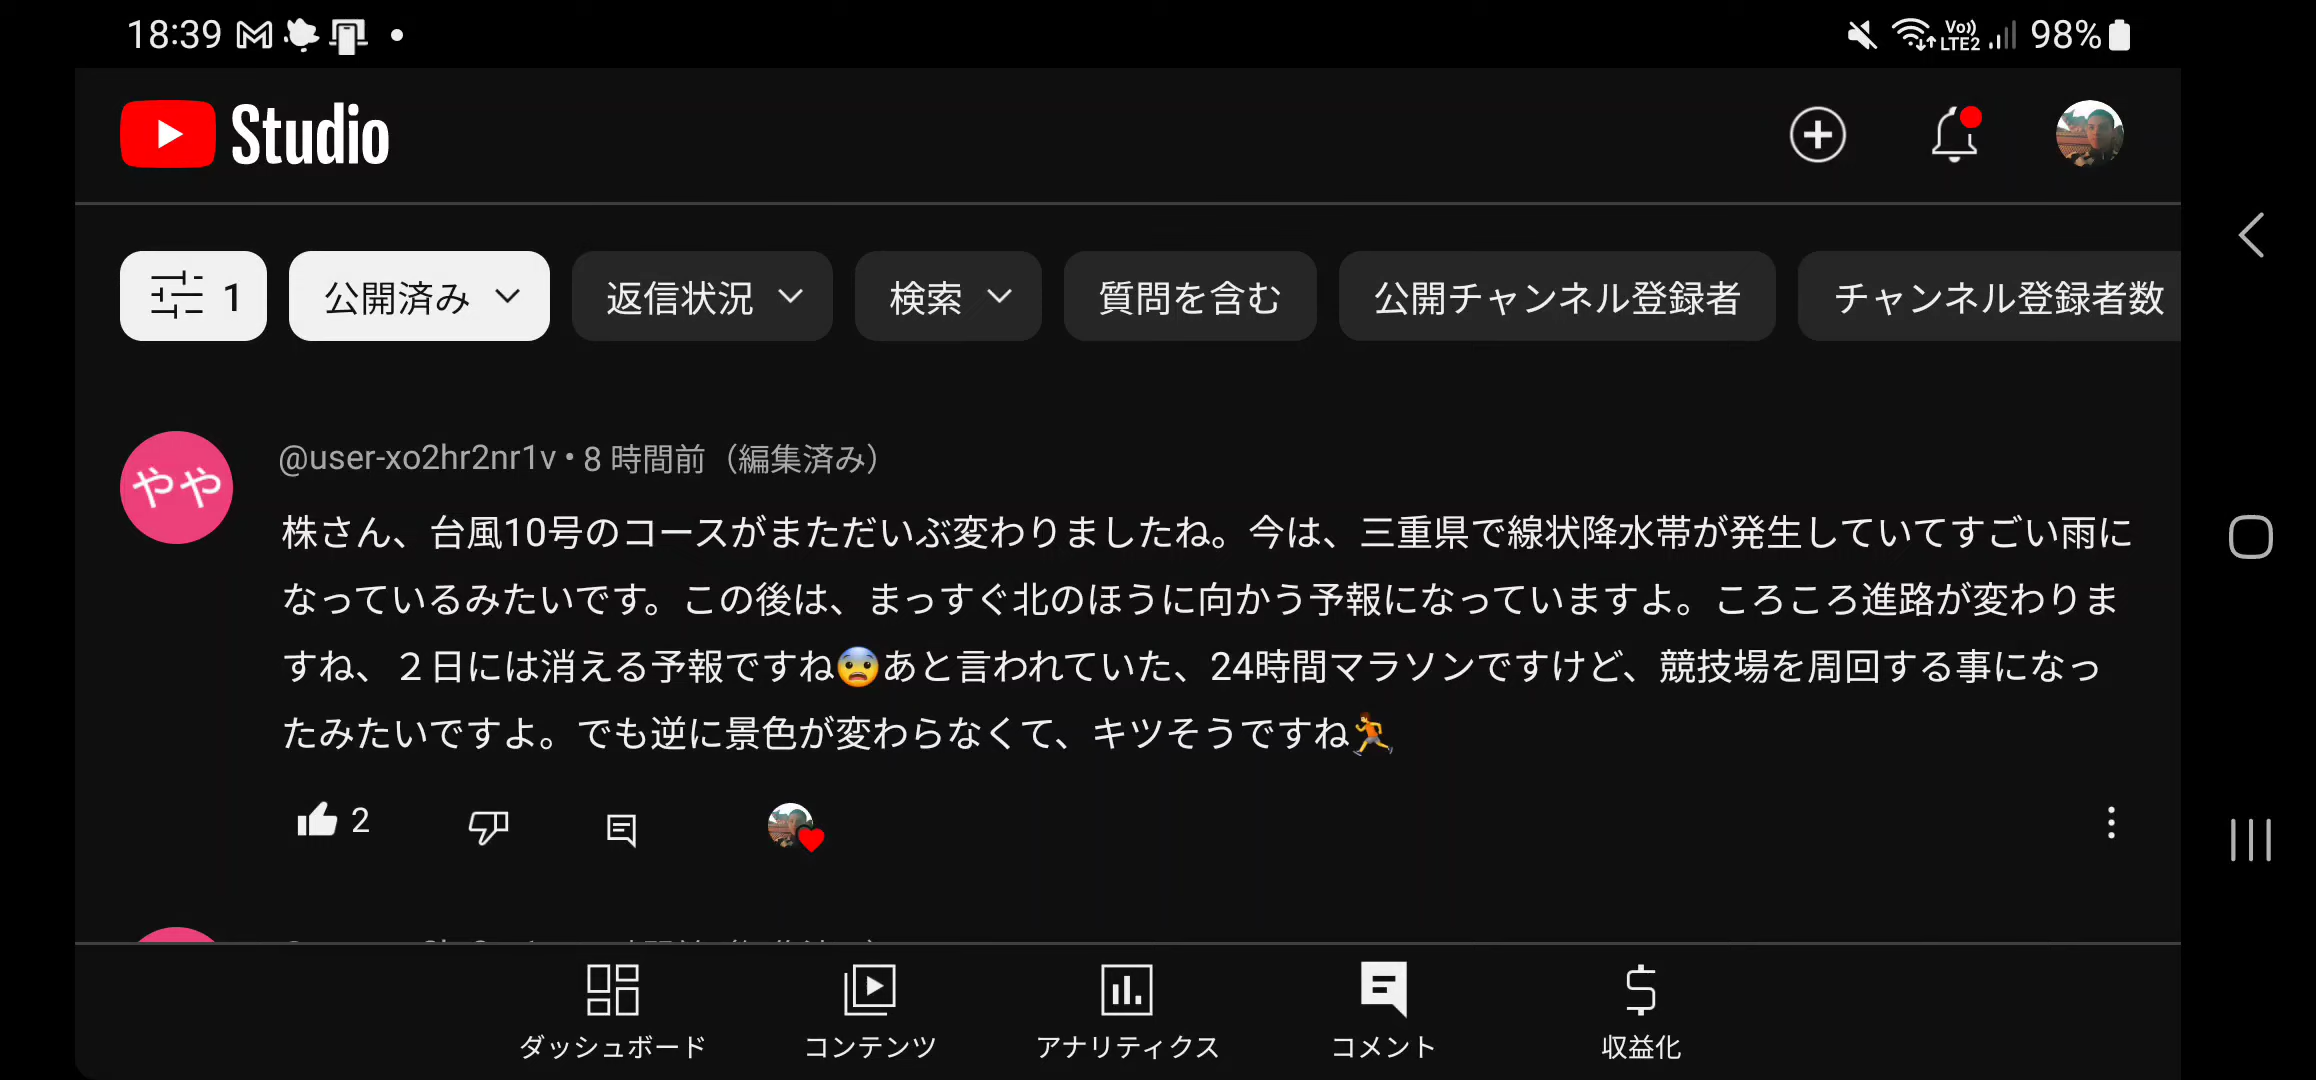 18:39
Vo)) LTE2 98%
Studio
1 公開済み 返信状況 検索 質問を含む 公開チャンネル登録者 チャンネル登録者数
やや
@user-xo2hr2nr1v • 8 時間前（編集済み）
株さん、台風10号のコースがまただいぶ変わりましたね。今は、三重県で線状降水帯が発生していてすごい雨に
なっているみたいです。この後は、まっすぐ北のほうに向かう予報になっていますよ。ころころ進路が変わりま
すね、２日には消える予報ですね😨あと言われていた、24時間マラソンですけど、競技場を周回する事になっ
たみたいですよ。でも逆に景色が変わらなくて、キツそうですね🏃
2
ダッシュボード コンテンツ アナリティクス コメント 収益化